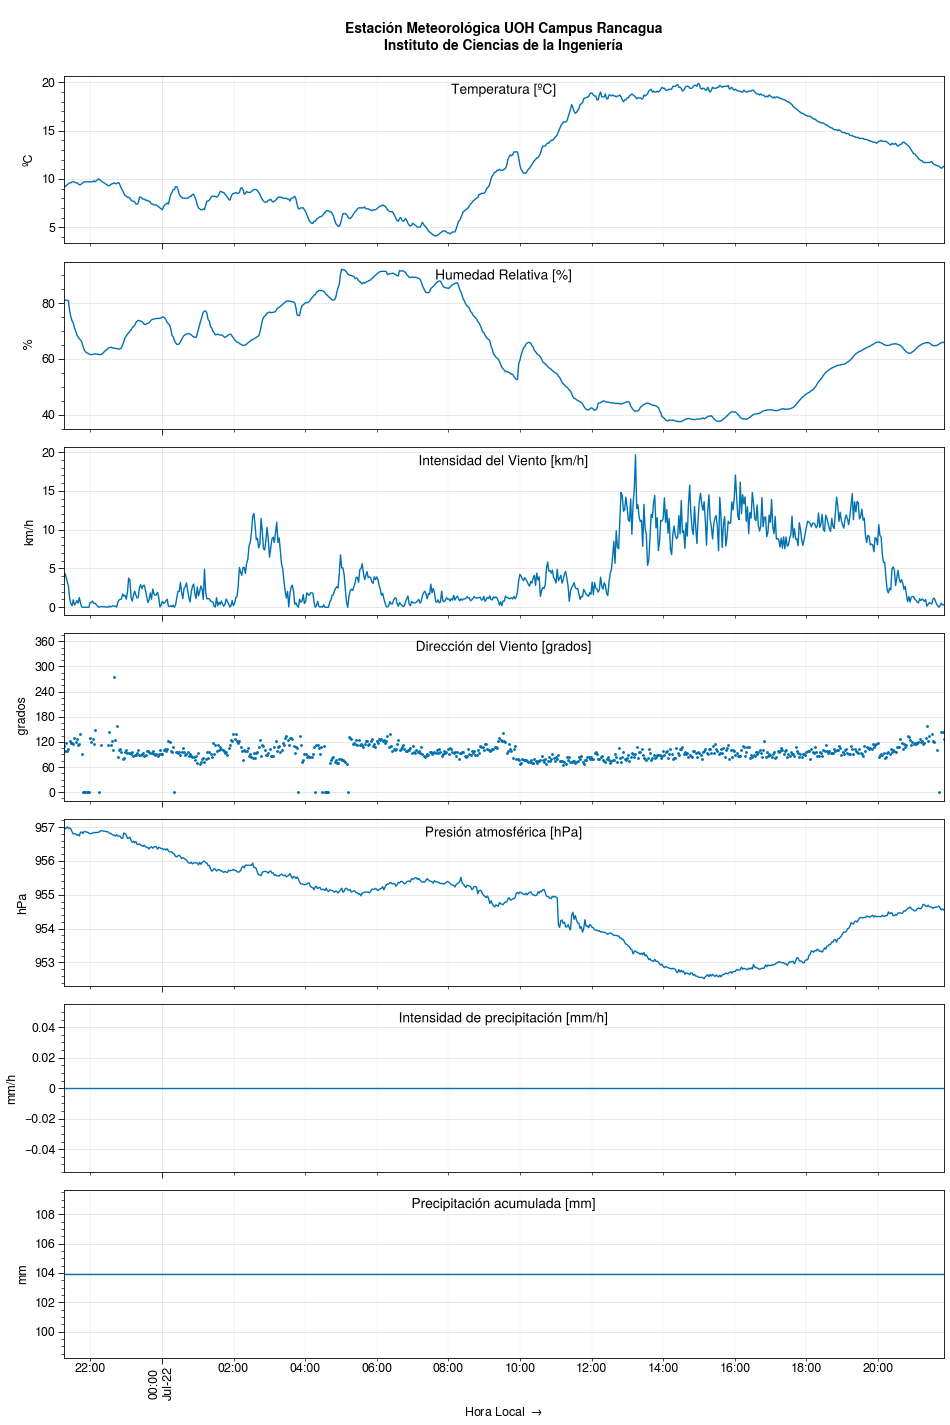 Estación Meteorológica UOH Campus Rancagua
Instituto de Ciencias de la Ingeniería
Temperatura [ºC]
ºC
20
15
10
5
Humedad Relativa [%]
%
80
60
40
Intensidad del Viento [km/h]
km/h
20
15
10
5
0
Dirección del Viento [grados]
grados
360
300
240
180
120
60
0
Presión atmosférica [hPa]
hPa
957
956
955
954
953
Intensidad de precipitación [mm/h]
mm/h
0.04
0.02
0
−0.02
−0.04
Precipitación acumulada [mm]
mm
108
106
104
102
100
22:00
00:00
Jul-22
02:00
04:00
06:00
08:00
10:00
12:00
14:00
16:00
18:00
20:00
Hora Local →